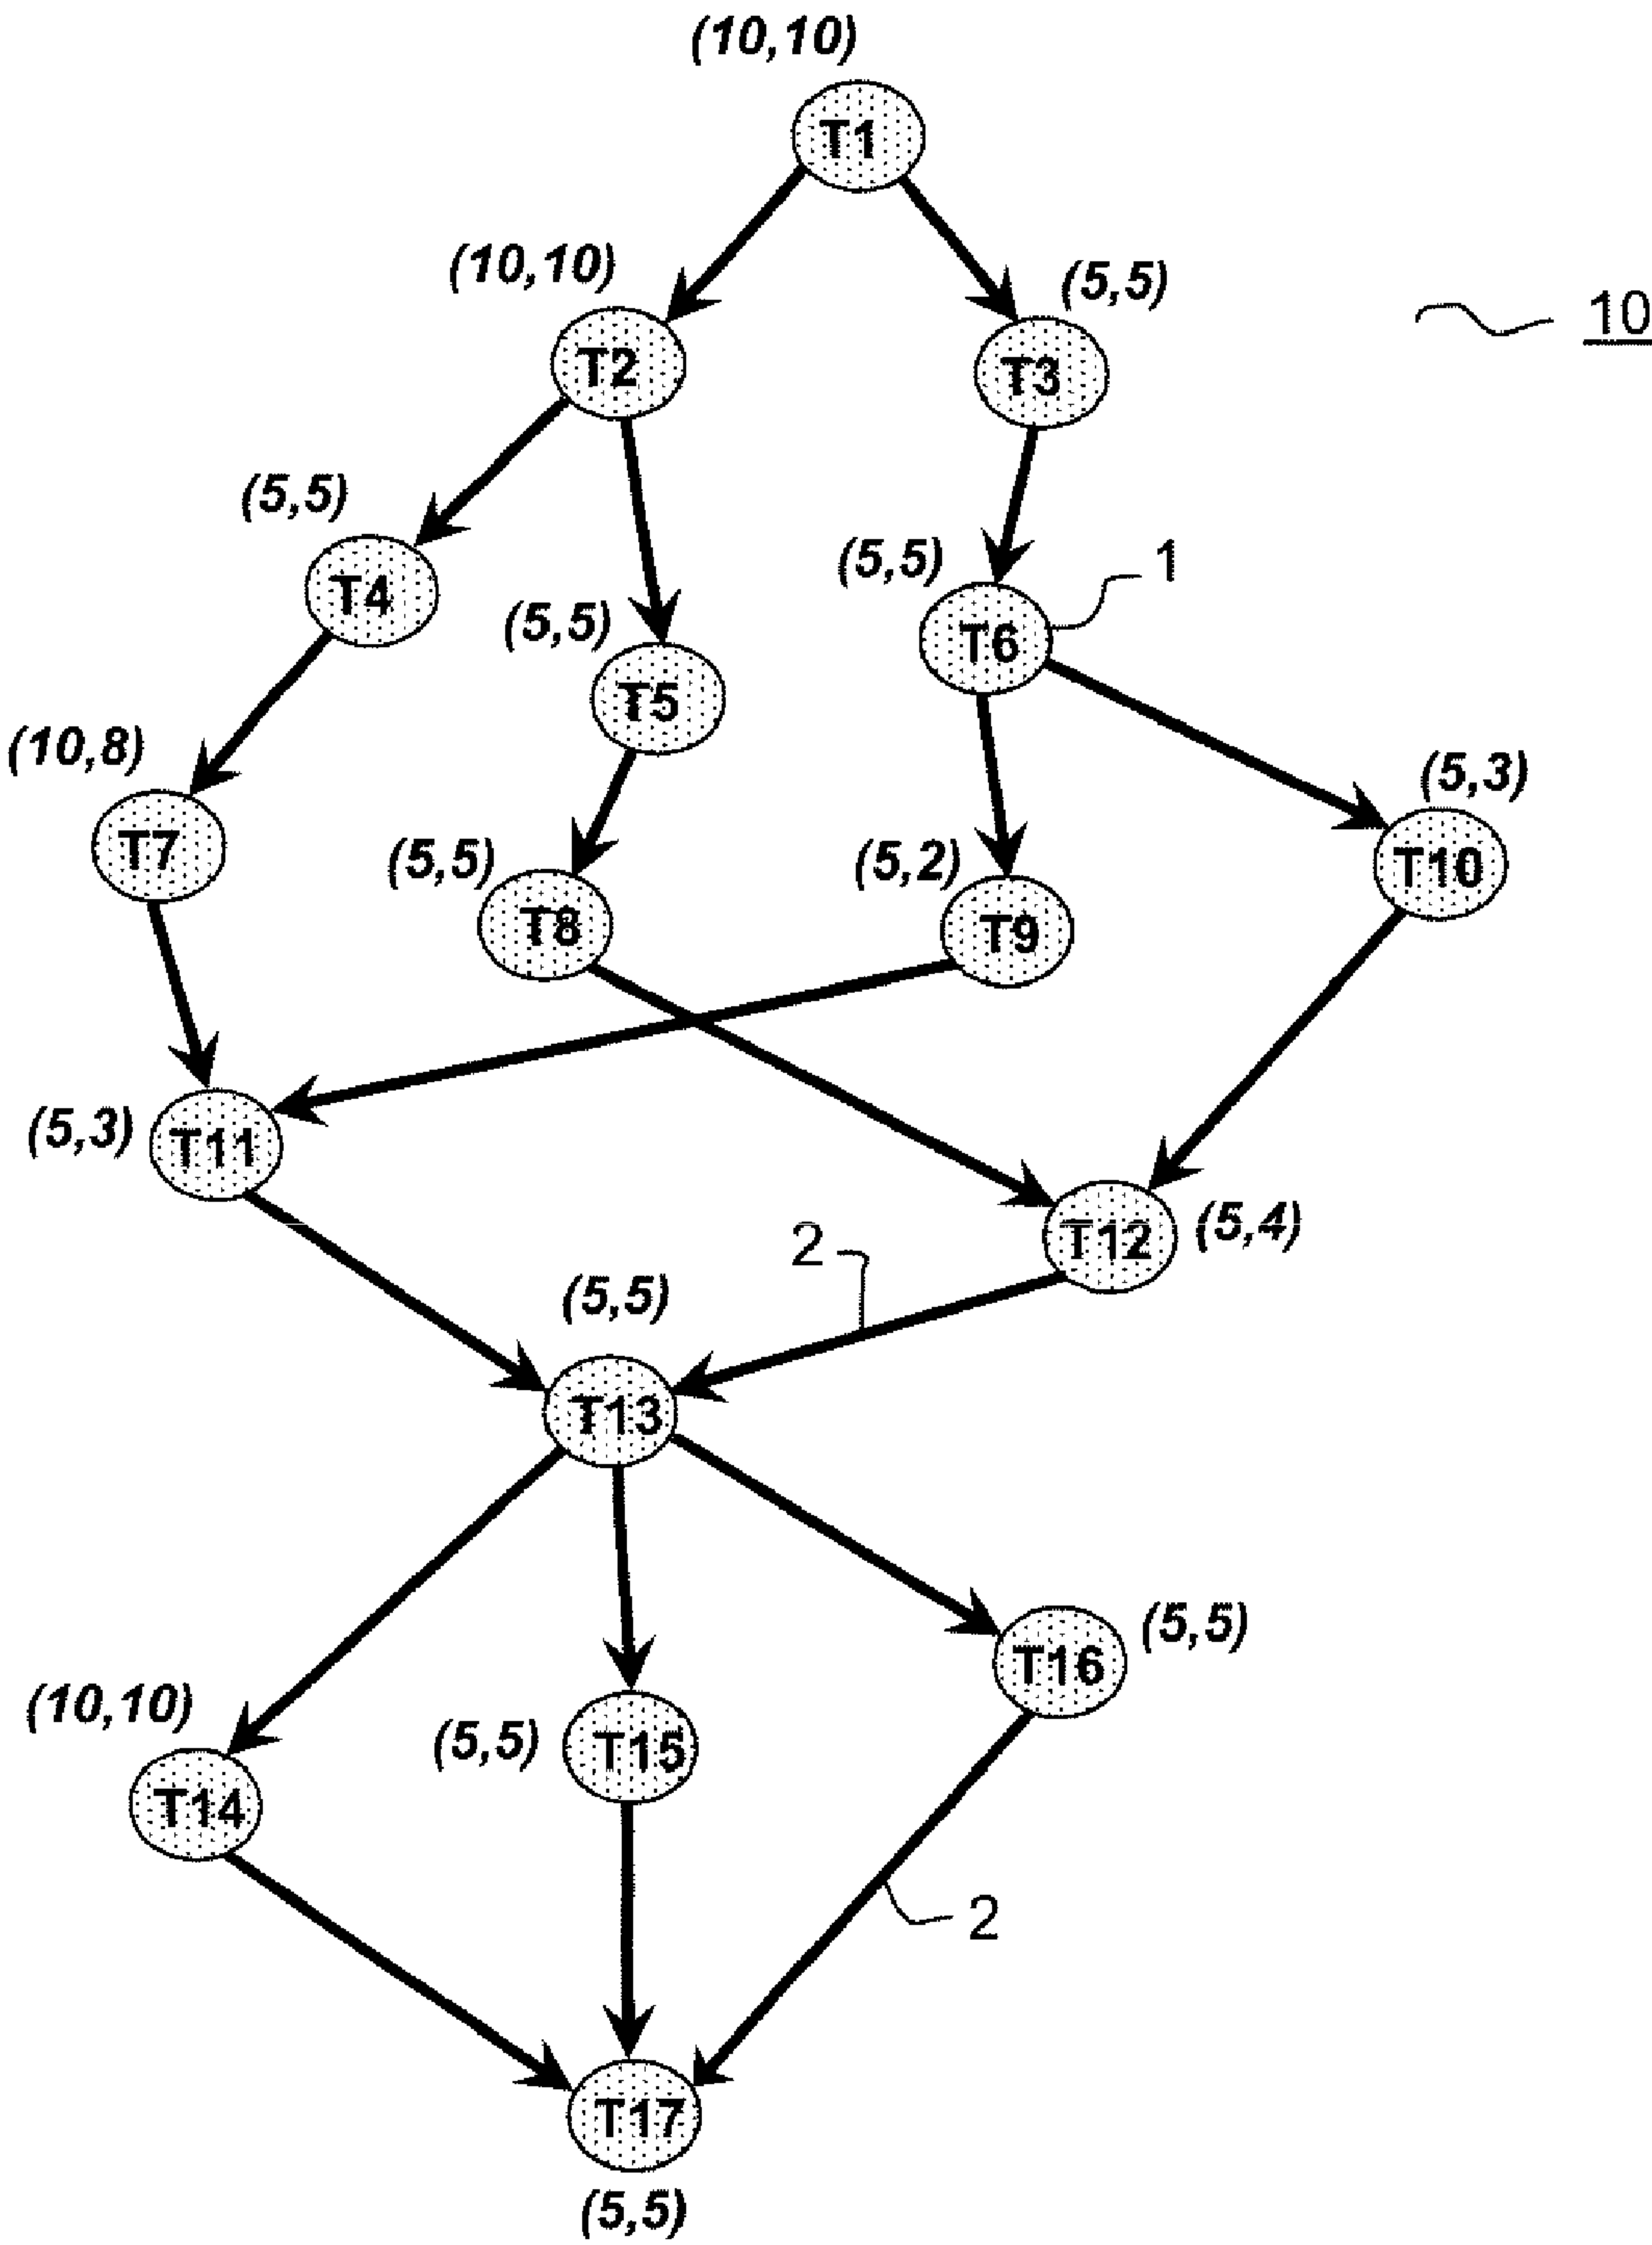 (10,10)
T1
(10,10)
(5,5)
10
T2
T3
(5,5)
(5,5)
1
T4
(5,5)
T6
T5
(10,8)
(5,3)
T7
(5,5)
(5,2)
T10
T8
T9
(5,3)
T11
(5,4)
T12
2
(5,5)
T13
(5,5)
T16
(10,10)
(5,5)
T15
T14
2
T17
(5,5)